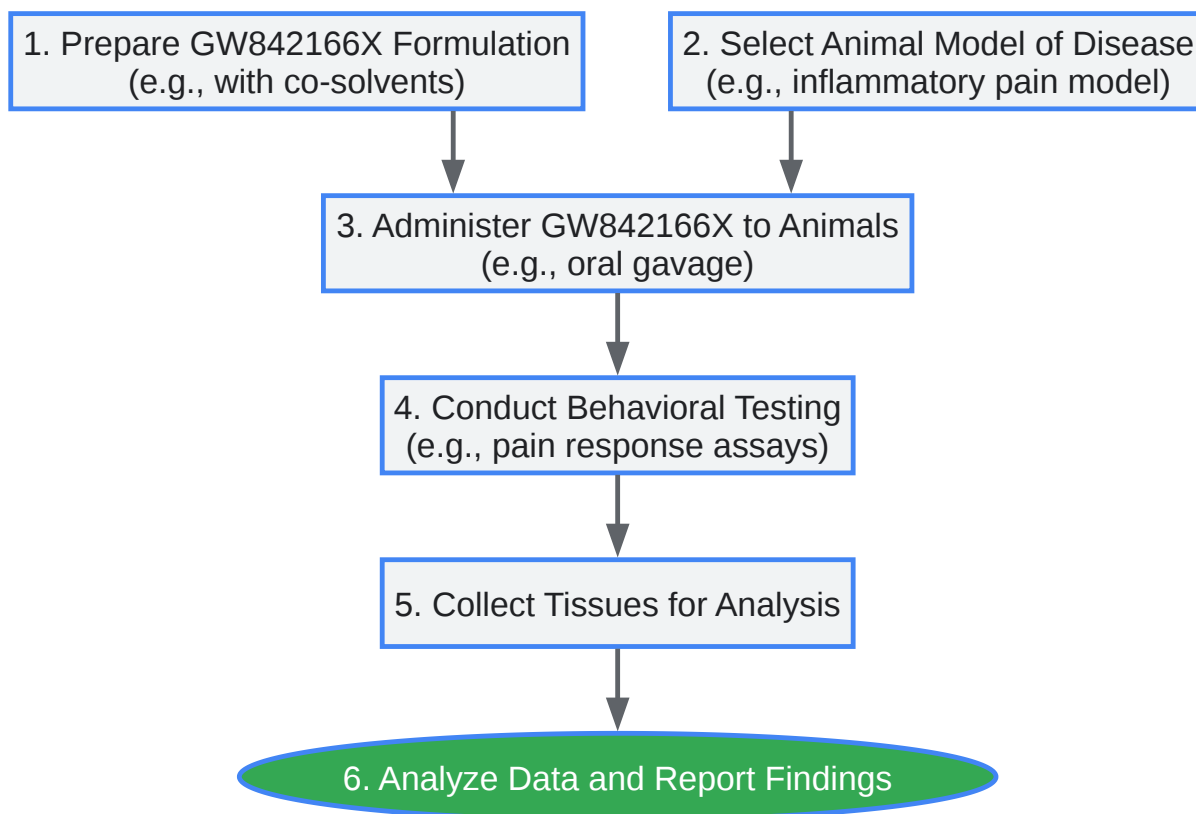 1. Prepare GW842166X Formulation
(e.g., with co-solvents)
2. Select Animal Model of Disease
(e.g., inflammatory pain model)
3. Administer GW842166X to Animals
(e.g., oral gavage)
4. Conduct Behavioral Testing
(e.g., pain response assays)
5. Collect Tissues for Analysis
6. Analyze Data and Report Findings